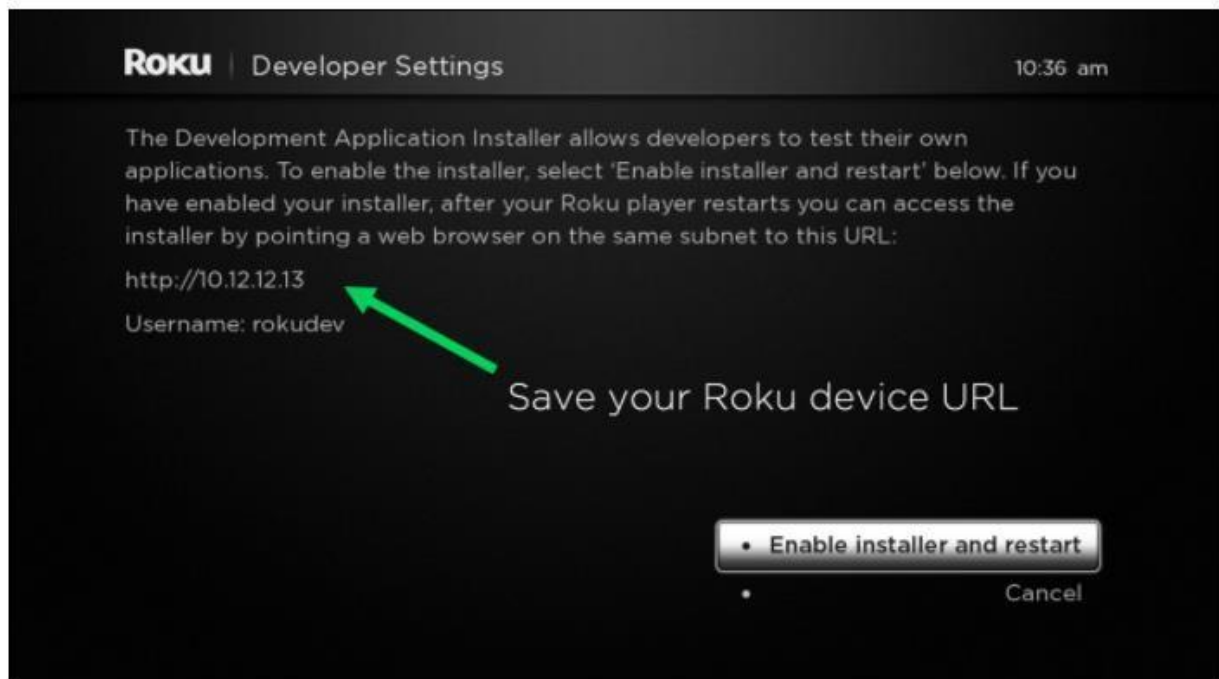 ROKU | Developer Settings
10:36 am
The Development Application Installer allows developers to test their own
applications. To enable the installer, select 'Enable installer and restart' below. If you
have enabled your installer, after your Roku player restarts you can access the
installer by pointing a web browser on the same subnet to this URL:
http://10.12.12.13
Username: rokudev
Save your Roku device URL
• Enable installer and restart
• Cancel